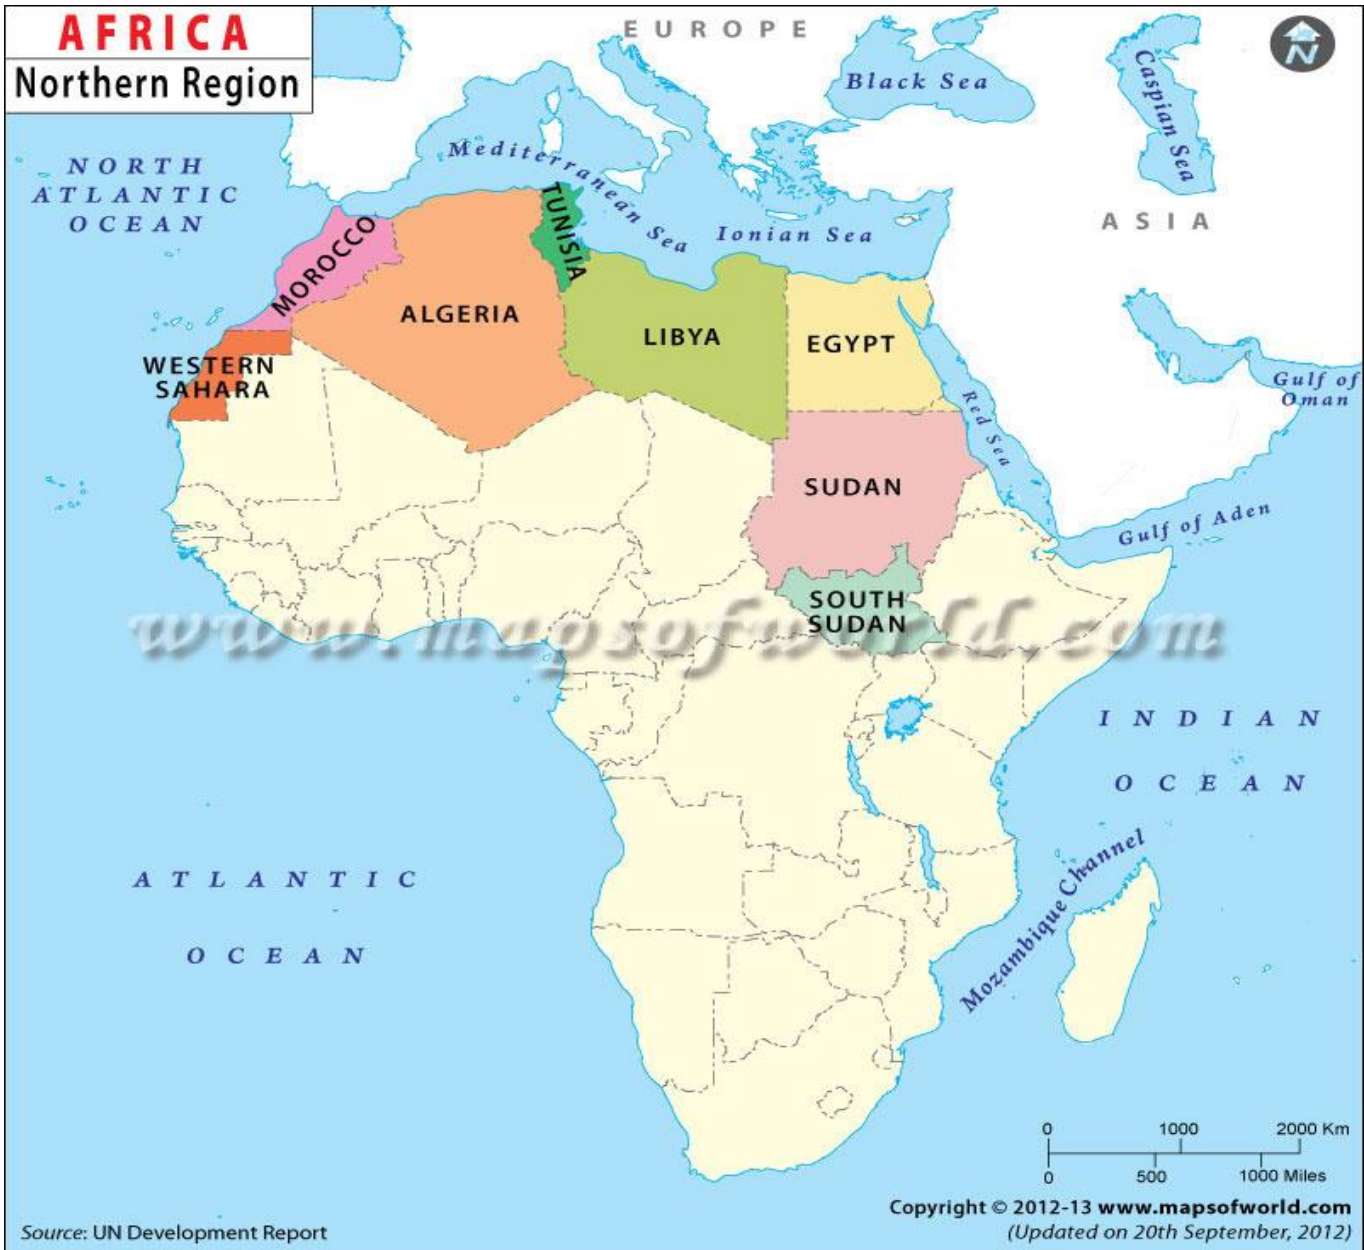 AFRICA
Northern Region
EUROPE
N
Black Sea
Caspian Sea
NORTH
ATLANTIC
OCEAN
Mediterranean Sea
Ionian Sea
ASIA
TUNISIA
MOROCCO
ALGERIA
LIBYA
EGYPT
WESTERN
SAHARA
Red Sea
Gulf of
Oman
SUDAN
Gulf of Aden
SOUTH
SUDAN
www.mapsofworld.com
INDIAN
OCEAN
ATLANTIC
OCEAN
Mozambique Channel
0 1000 2000 Km
0 500 1000 Miles
Copyright © 2012-13 www.mapsofworld.com
(Updated on 20th September, 2012)
Source: UN Development Report